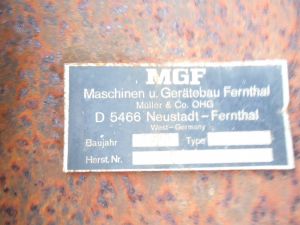 MGF
Maschinen u. Gerätebau Fernthal
Müller & Co. OHG
D 5466 Neustadt-Fernthal
West-Germany
Baujahr Type
Herst. Nr.